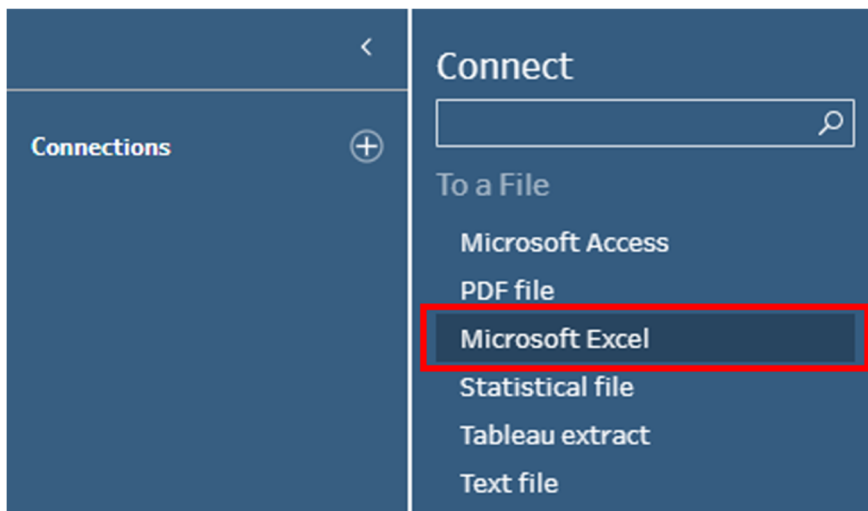 Connections
Connect
To a File
Microsoft Access
PDF file
Microsoft Excel
Statistical file
Tableau extract
Text file